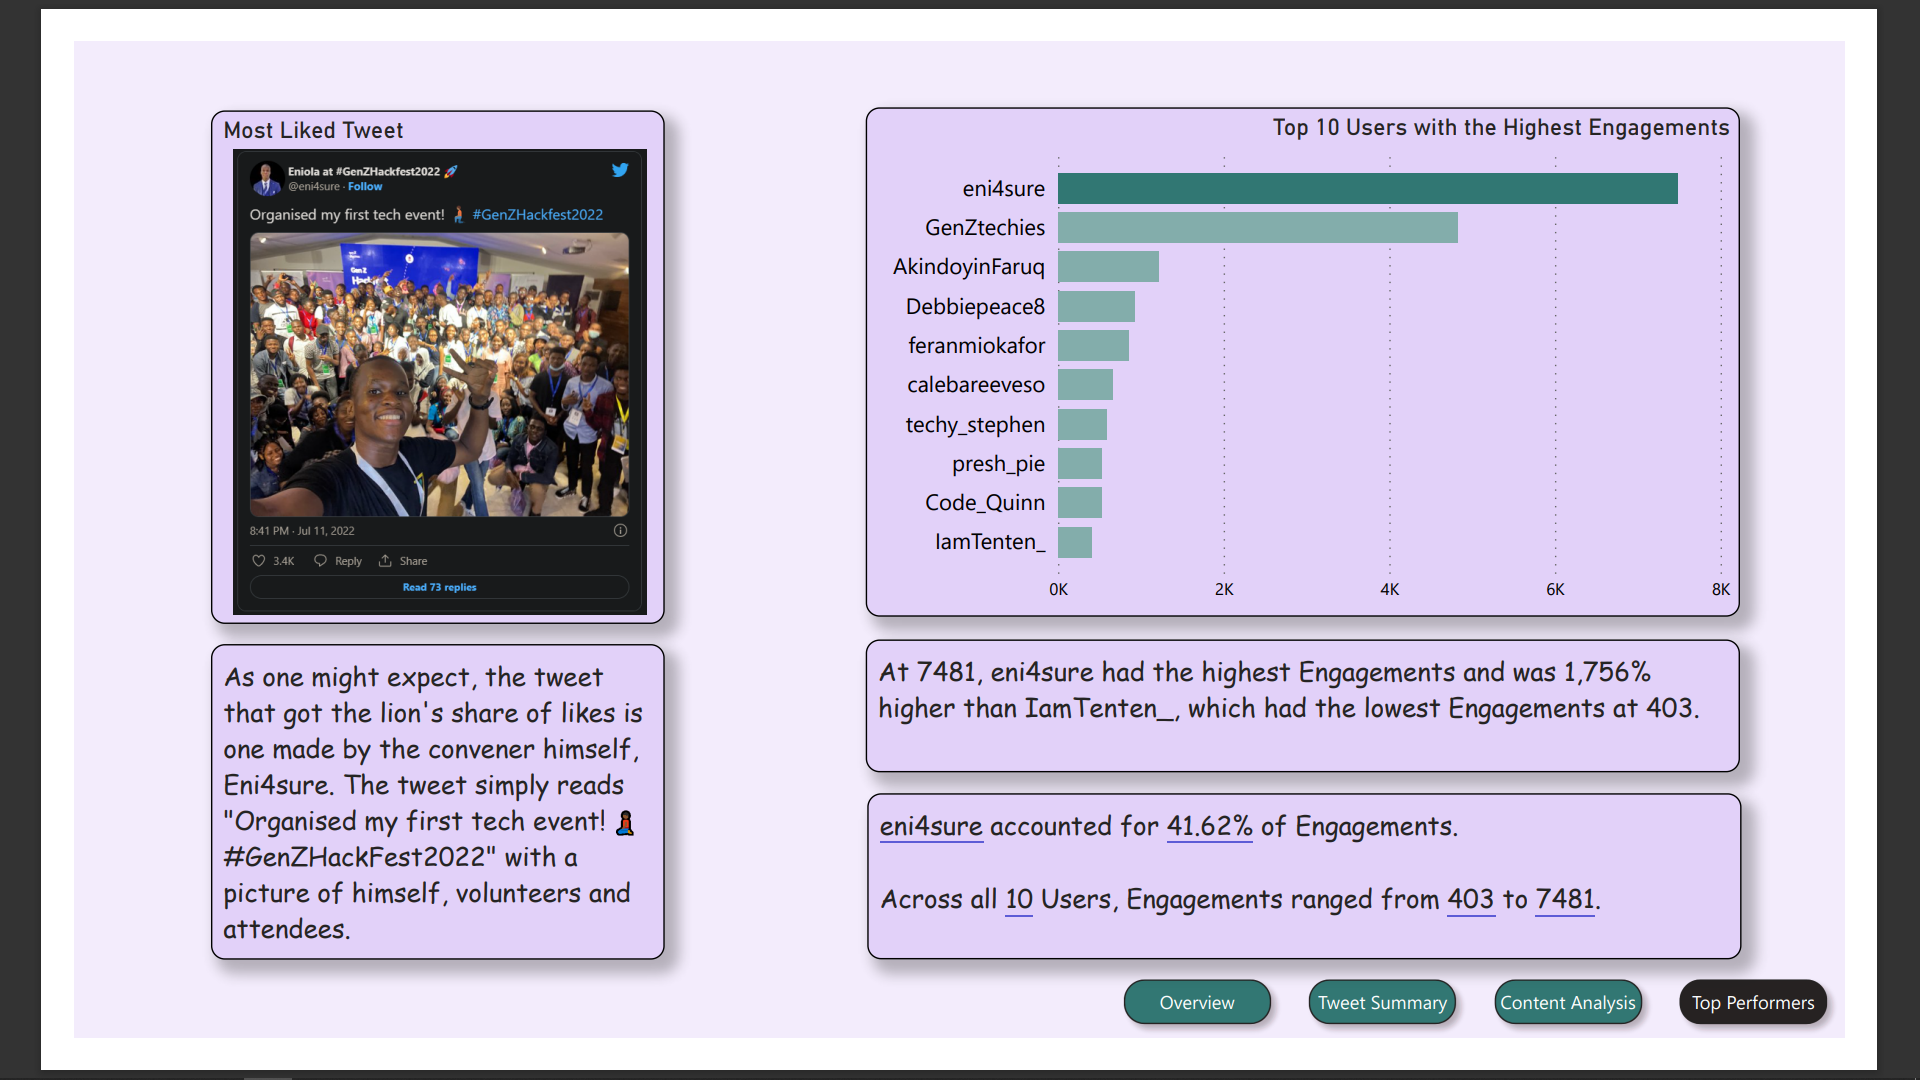 Most Liked Tweet
Eniola at #GenZHackfest2022 🚀
@eni4sure · Follow
Organised my first tech event! 🧎🏿‍♂️ #GenZHackfest2022
Gen Z
8:41 PM · Jul 11, 2022
3.4K Reply Share
Read 73 replies
As one might expect, the tweet
that got the lion's share of likes is
one made by the convener himself,
Eni4sure. The tweet simply reads
"Organised my first tech event! 🧎🏿‍♂️
#GenZHackFest2022" with a
picture of himself, volunteers and
attendees.
Top 10 Users with the Highest Engagements
eni4sure
GenZtechies
AkindoyinFaruq
Debbiepeace8
feranmiokafor
calebareeveso
techy_stephen
presh_pie
Code_Quinn
IamTenten_
0K 2K 4K 6K 8K
At 7481, eni4sure had the highest Engagements and was 1,756%
higher than IamTenten_, which had the lowest Engagements at 403.
eni4sure accounted for 41.62% of Engagements.
Across all 10 Users, Engagements ranged from 403 to 7481.
Overview Tweet Summary Content Analysis Top Performers